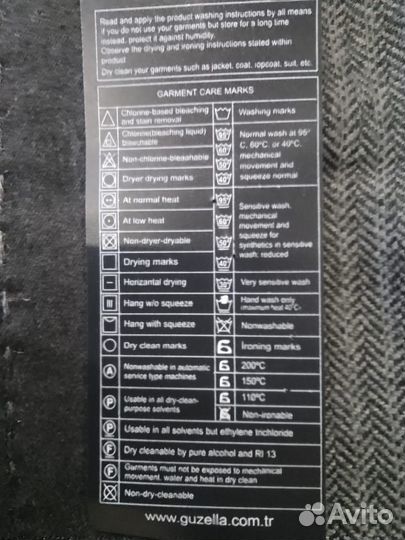 Read and apply the product washing instructions by all means
if you do not use your garments but store for a long time
instead, protect it against humidity.
Observe the drying and ironing instructions stated within
product
Dry clean your garments such as jacket, coat, topcoat, suit, etc.
GARMENT CARE MARKS
Chlorine-based bleaching
and stain removal
Washing marks
Chlorine(bleaching liquid)
bleachable
Non-chlorine-bleachable
95
60
50
40
Normal wash at 95°
C, 60°C, or 40°C,
mechanical
movement and
squeeze normal
Dryer drying marks
At normal heat
At low heat
Non-dryer-dryable
95
60
50
40
Sensitive wash,
mechanical
movement and
squeeze for
synthetics in sensitive
wash: reduced
Drying marks
Horizantal drying
30
Very sensitive wash
Hang w/o squeeze
Hand wash only
(maximum heat 40°C)
Hang with squeeze
Nonwashable
Dry clean marks
Ironing marks
A
Nonwashable in automatic
service type machines
200°C
150°C
P
Usable in all dry-clean-
purpose solvents
110°C
Non-ironable
P
Usable in all solvents but ethylene trichloride
F
Dry cleanable by pure alcohol and RI 13
F
Garments must not be exposed to mechanical
movement, water and heat in dry clean
Non-dry-cleanable
www.guzella.com.tr
Avito